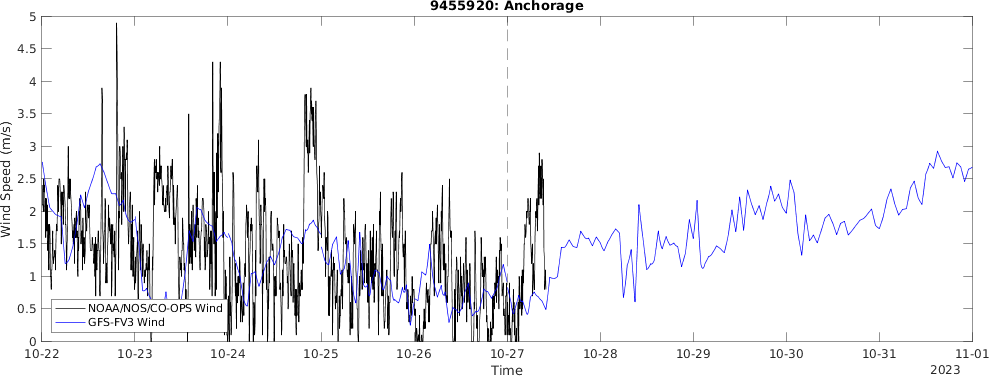 9455920: Anchorage
5
4.5
4
3.5
3
2.5
2
1.5
1
0.5
0
Wind Speed (m/s)
NOAA/NOS/CO-OPS Wind
GFS-FV3 Wind
10-22 10-23 10-24 10-25 10-26 10-27 10-28 10-29 10-30 10-31 11-01
Time
2023